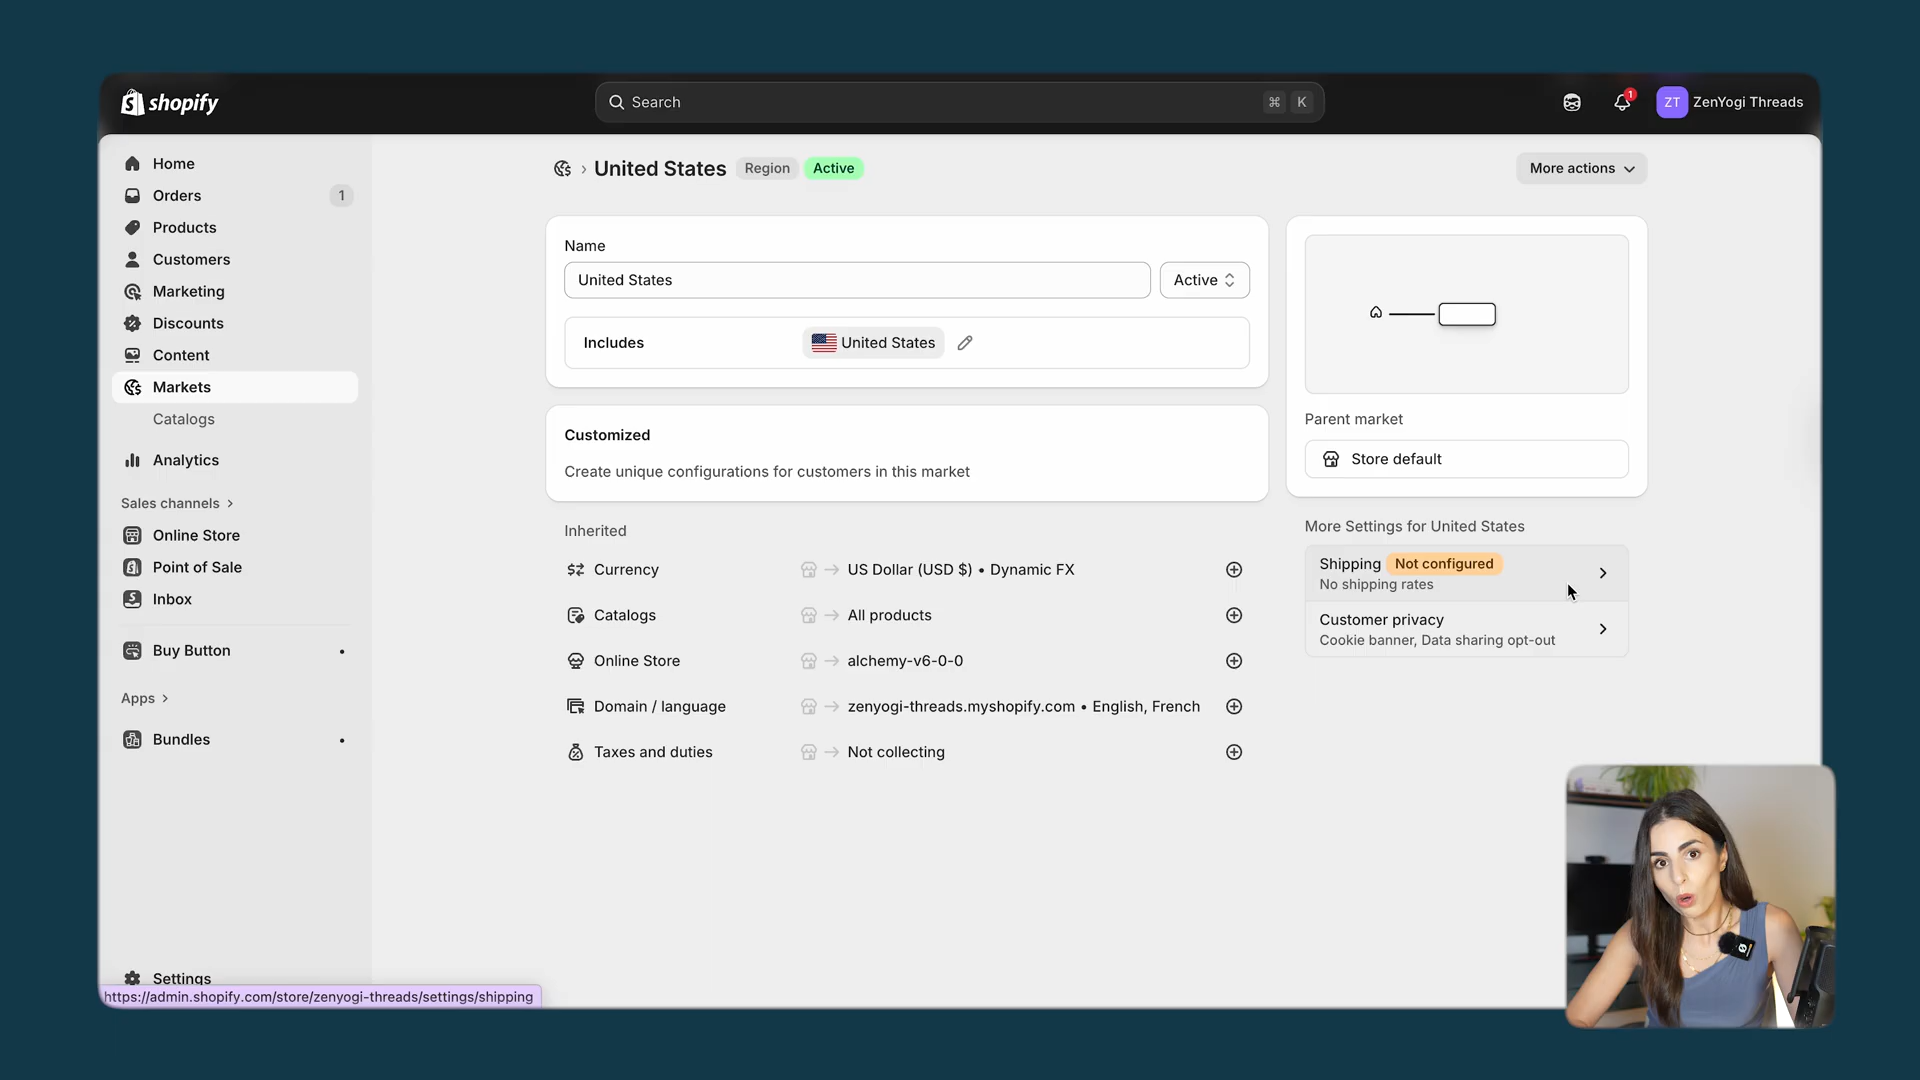 shopify
Search
⌘ K
1
ZT
ZenYogi Threads
Home
Orders
1
Products
Customers
Marketing
Discounts
Content
Markets
Catalogs
Analytics
Sales channels
Online Store
Point of Sale
Inbox
Buy Button
Apps
Bundles
Settings
https://admin.shopify.com/store/zenyogi-threads/settings/shipping
United States Region Active
More actions
Name
United States
Active
Includes United States
Customized
Create unique configurations for customers in this market
Inherited
Currency US Dollar (USD $) • Dynamic FX
Catalogs All products
Online Store alchemy-v6-0-0
Domain / language zenyogi-threads.myshopify.com • English, French
Taxes and duties Not collecting
Parent market
Store default
More Settings for United States
Shipping Not configured
No shipping rates
Customer privacy
Cookie banner, Data sharing opt-out